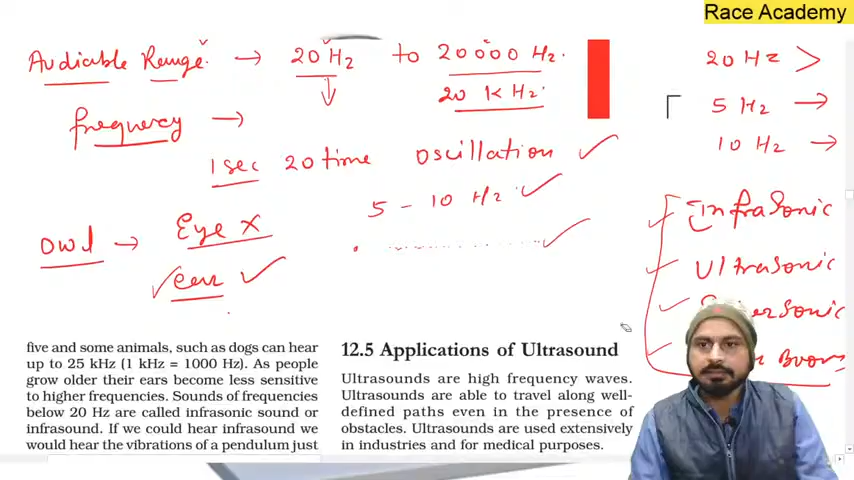 Race Academy
Audiable Range → 20 Hz to 20000 Hz.
20 KHz.
frequency →
1 sec 20 time oscillation ✓
5 - 10 Hz ✓
owl → Eye ×
✓ ear ✓
20 Hz >
5 Hz →
10 Hz →
Infrasonic
Ultrasonic
sonic
Boom
five and some animals, such as dogs can hear
up to 25 kHz (1 kHz = 1000 Hz). As people
grow older their ears become less sensitive
to higher frequencies. Sounds of frequencies
below 20 Hz are called infrasonic sound or
infrasound. If we could hear infrasound we
would hear the vibrations of a pendulum just
12.5 Applications of Ultrasound
Ultrasounds are high frequency waves.
Ultrasounds are able to travel along well-
defined paths even in the presence of
obstacles. Ultrasounds are used extensively
in industries and for medical purposes.